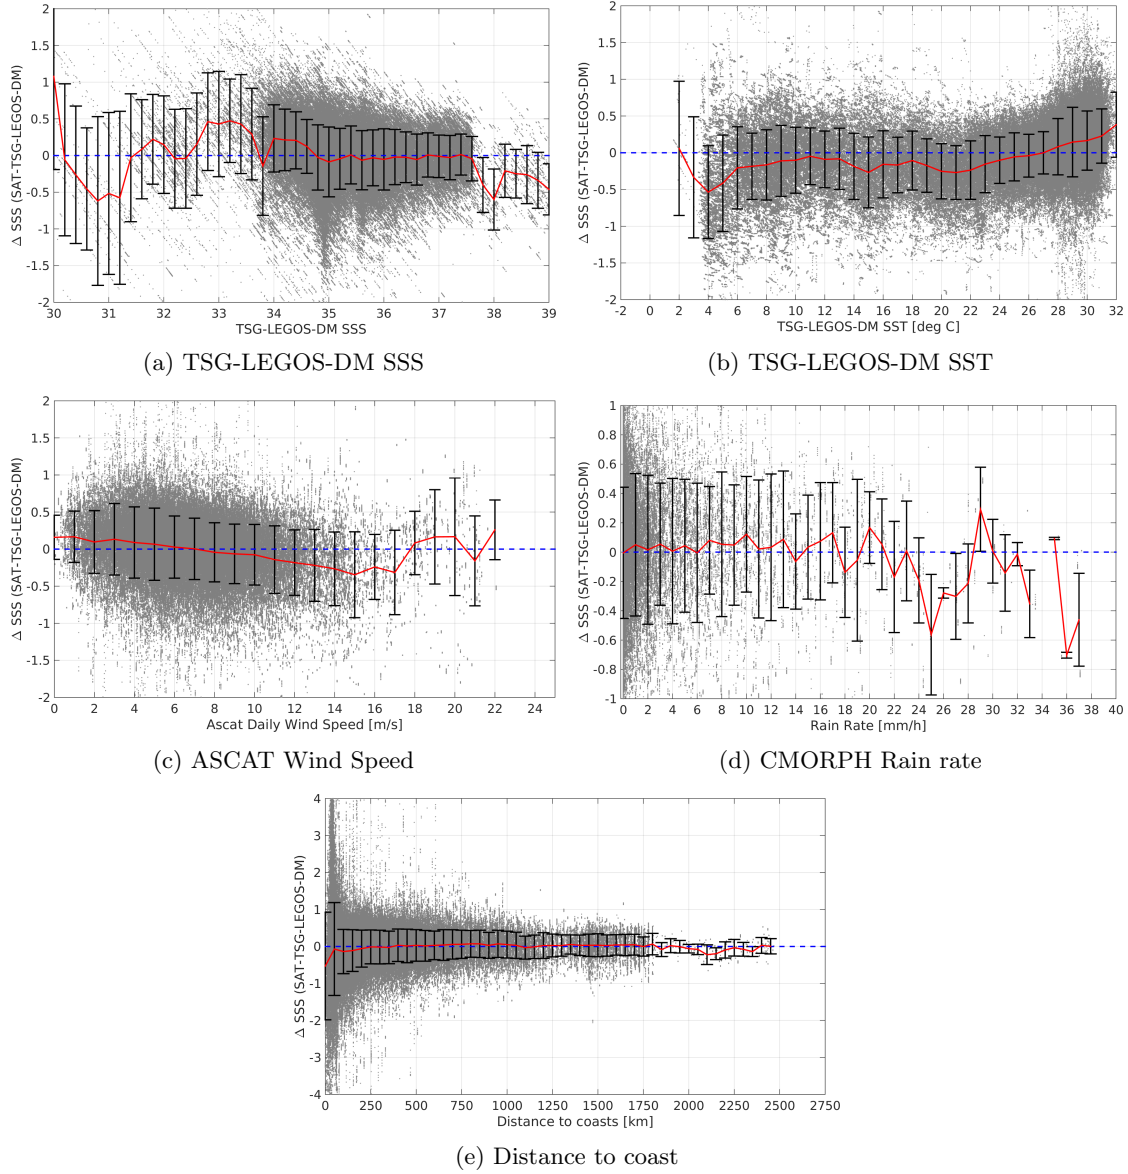 Δ SSS (SAT-TSG-LEGOS-DM)
2
1.5
1
0.5
0
-0.5
-1
-1.5
-2
30 31 32 33 34 35 36 37 38 39
TSG-LEGOS-DM SSS
(a) TSG-LEGOS-DM SSS
Δ SSS (SAT-TSG-LEGOS-DM)
2
1.5
1
0.5
0
-0.5
-1
-1.5
-2
-2 0 2 4 6 8 10 12 14 16 18 20 22 24 26 28 30 32
TSG-LEGOS-DM SST [deg C]
(b) TSG-LEGOS-DM SST
Δ SSS (SAT-TSG-LEGOS-DM)
2
1.5
1
0.5
0
-0.5
-1
-1.5
-2
0 2 4 6 8 10 12 14 16 18 20 22 24
Ascat Daily Wind Speed [m/s]
(c) ASCAT Wind Speed
Δ SSS (SAT-TSG-LEGOS-DM)
1
0.8
0.6
0.4
0.2
0
-0.2
-0.4
-0.6
-0.8
-1
0 2 4 6 8 10 12 14 16 18 20 22 24 26 28 30 32 34 36 38 40
Rain Rate [mm/h]
(d) CMORPH Rain rate
Δ SSS (SAT-TSG-LEGOS-DM)
4
3
2
1
0
-1
-2
-3
-4
0 250 500 750 1000 1250 1500 1750 2000 2250 2500 2750
Distance to coasts [km]
(e) Distance to coast